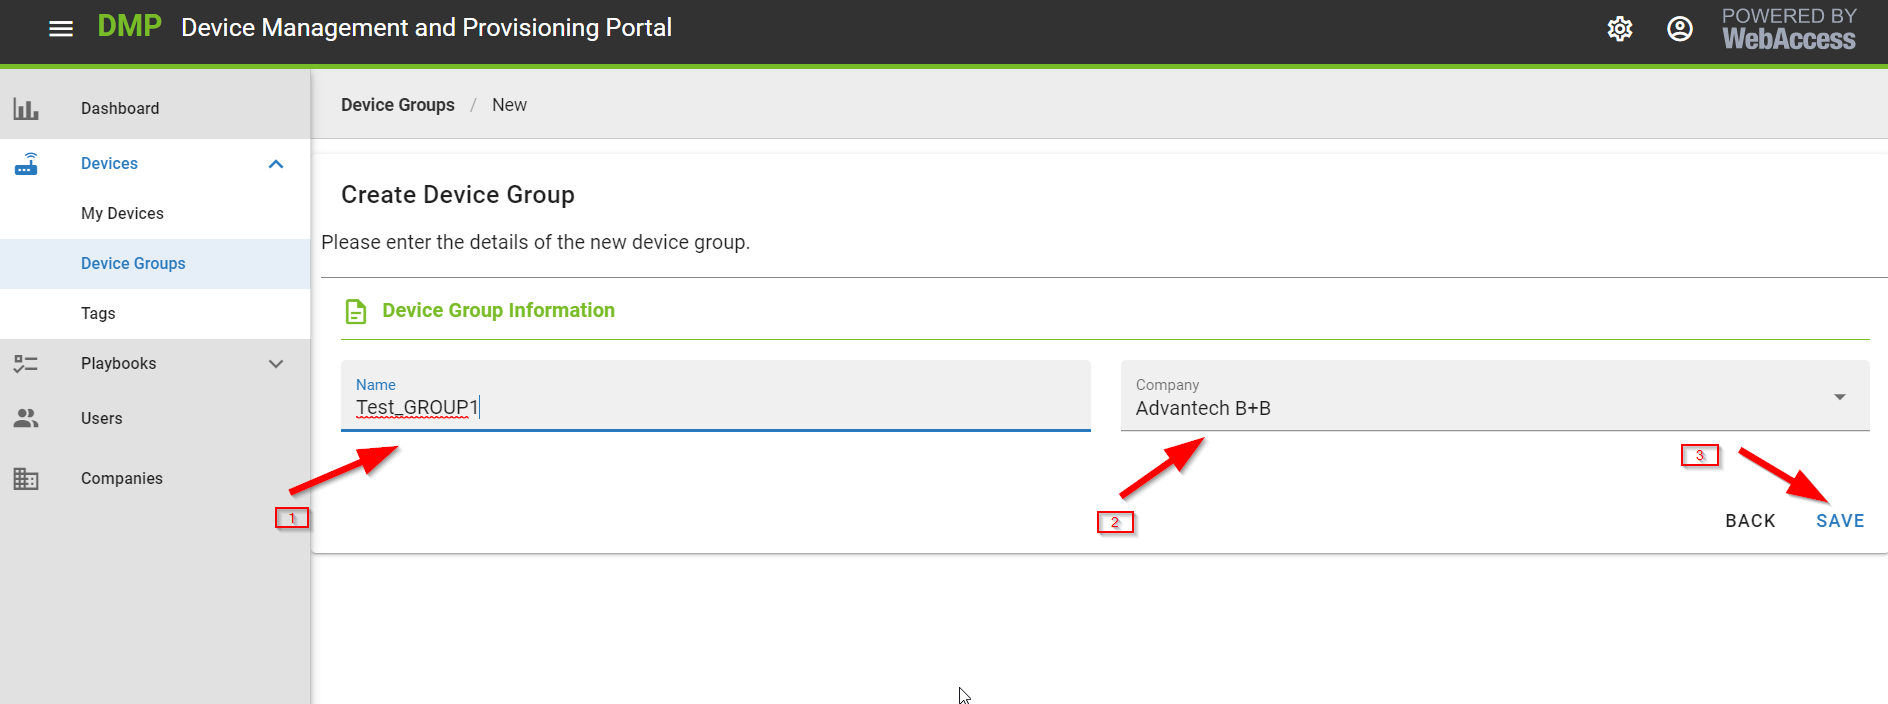 DMP Device Management and Provisioning Portal
POWERED BY
WebAccess
Dashboard
Devices
My Devices
Device Groups
Tags
Playbooks
Users
Companies
Device Groups / New
Create Device Group
Please enter the details of the new device group.
Device Group Information
Name
Test_GROUP1
Company
Advantech B+B
1
2
3
BACK SAVE